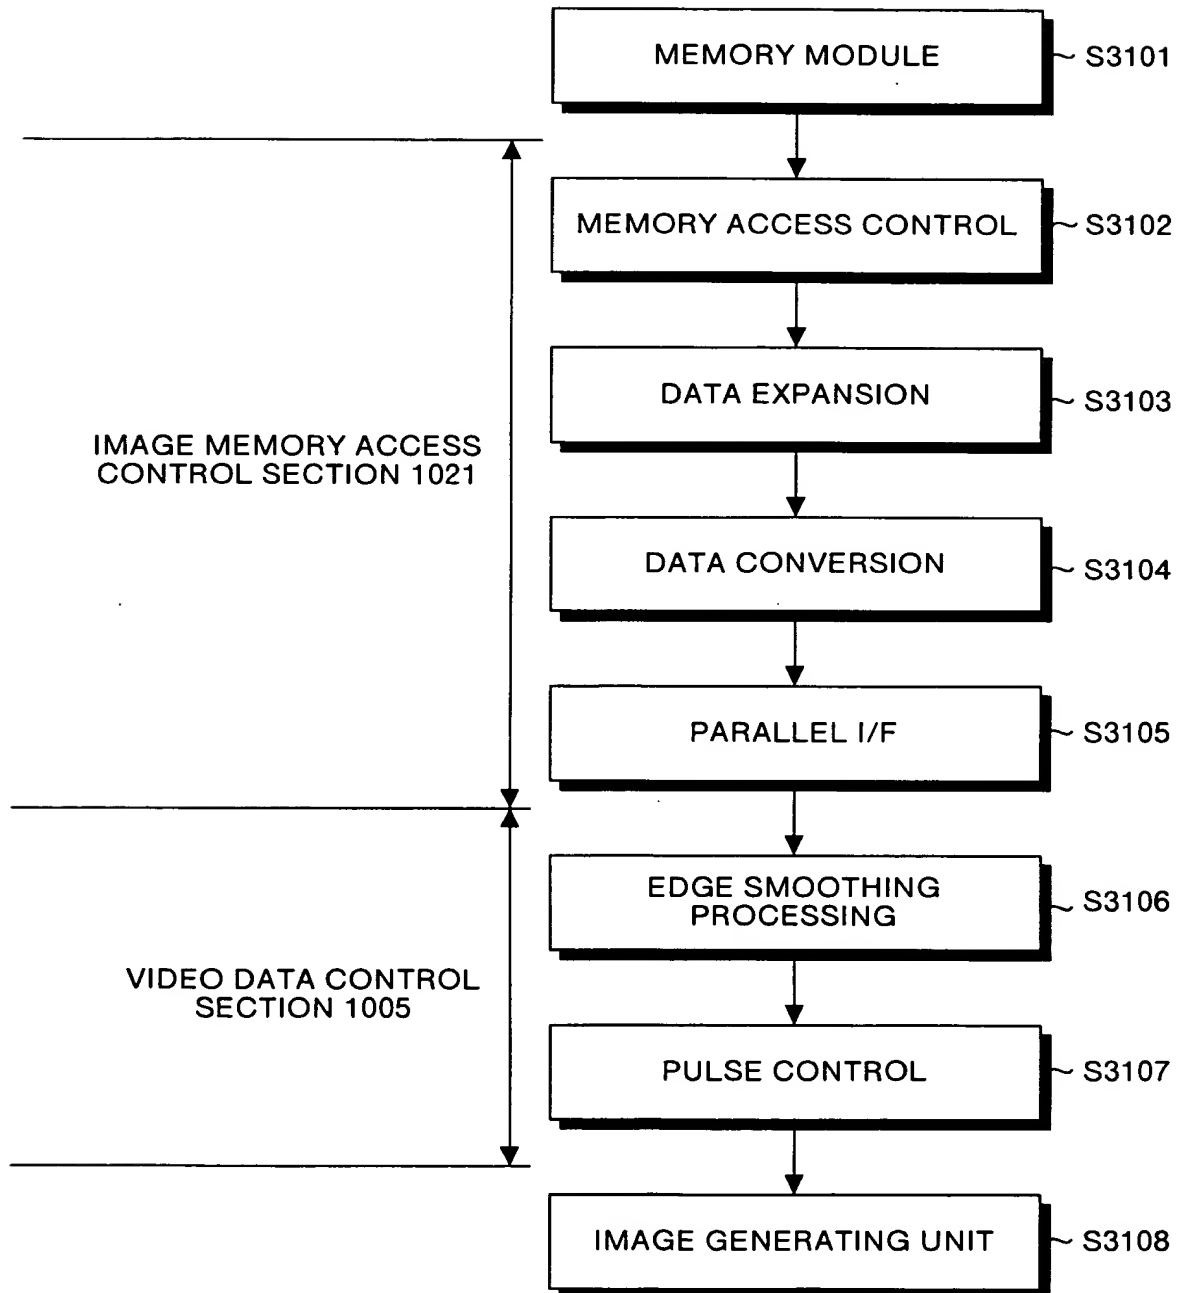 MEMORY MODULE
S3101
MEMORY ACCESS CONTROL
S3102
DATA EXPANSION
S3103
IMAGE MEMORY ACCESS
CONTROL SECTION 1021
DATA CONVERSION
S3104
PARALLEL I/F
S3105
EDGE SMOOTHING
PROCESSING
S3106
VIDEO DATA CONTROL
SECTION 1005
PULSE CONTROL
S3107
IMAGE GENERATING UNIT
S3108